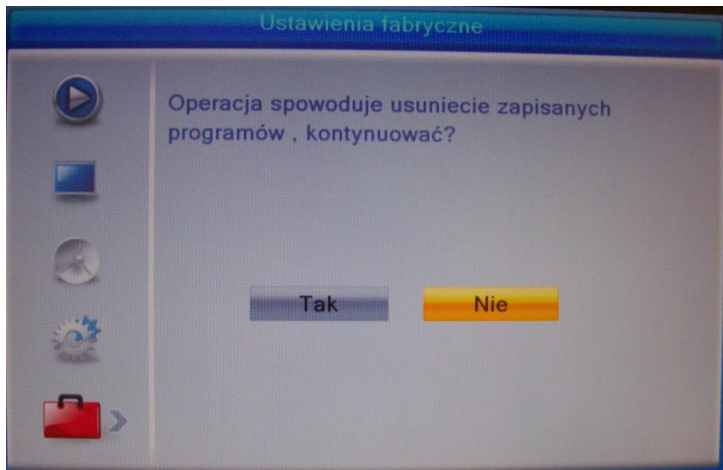 Ustawienia fabryczne
Operacja spowoduje usuniecie zapisanych
programów , kontynuować?
Tak
Nie